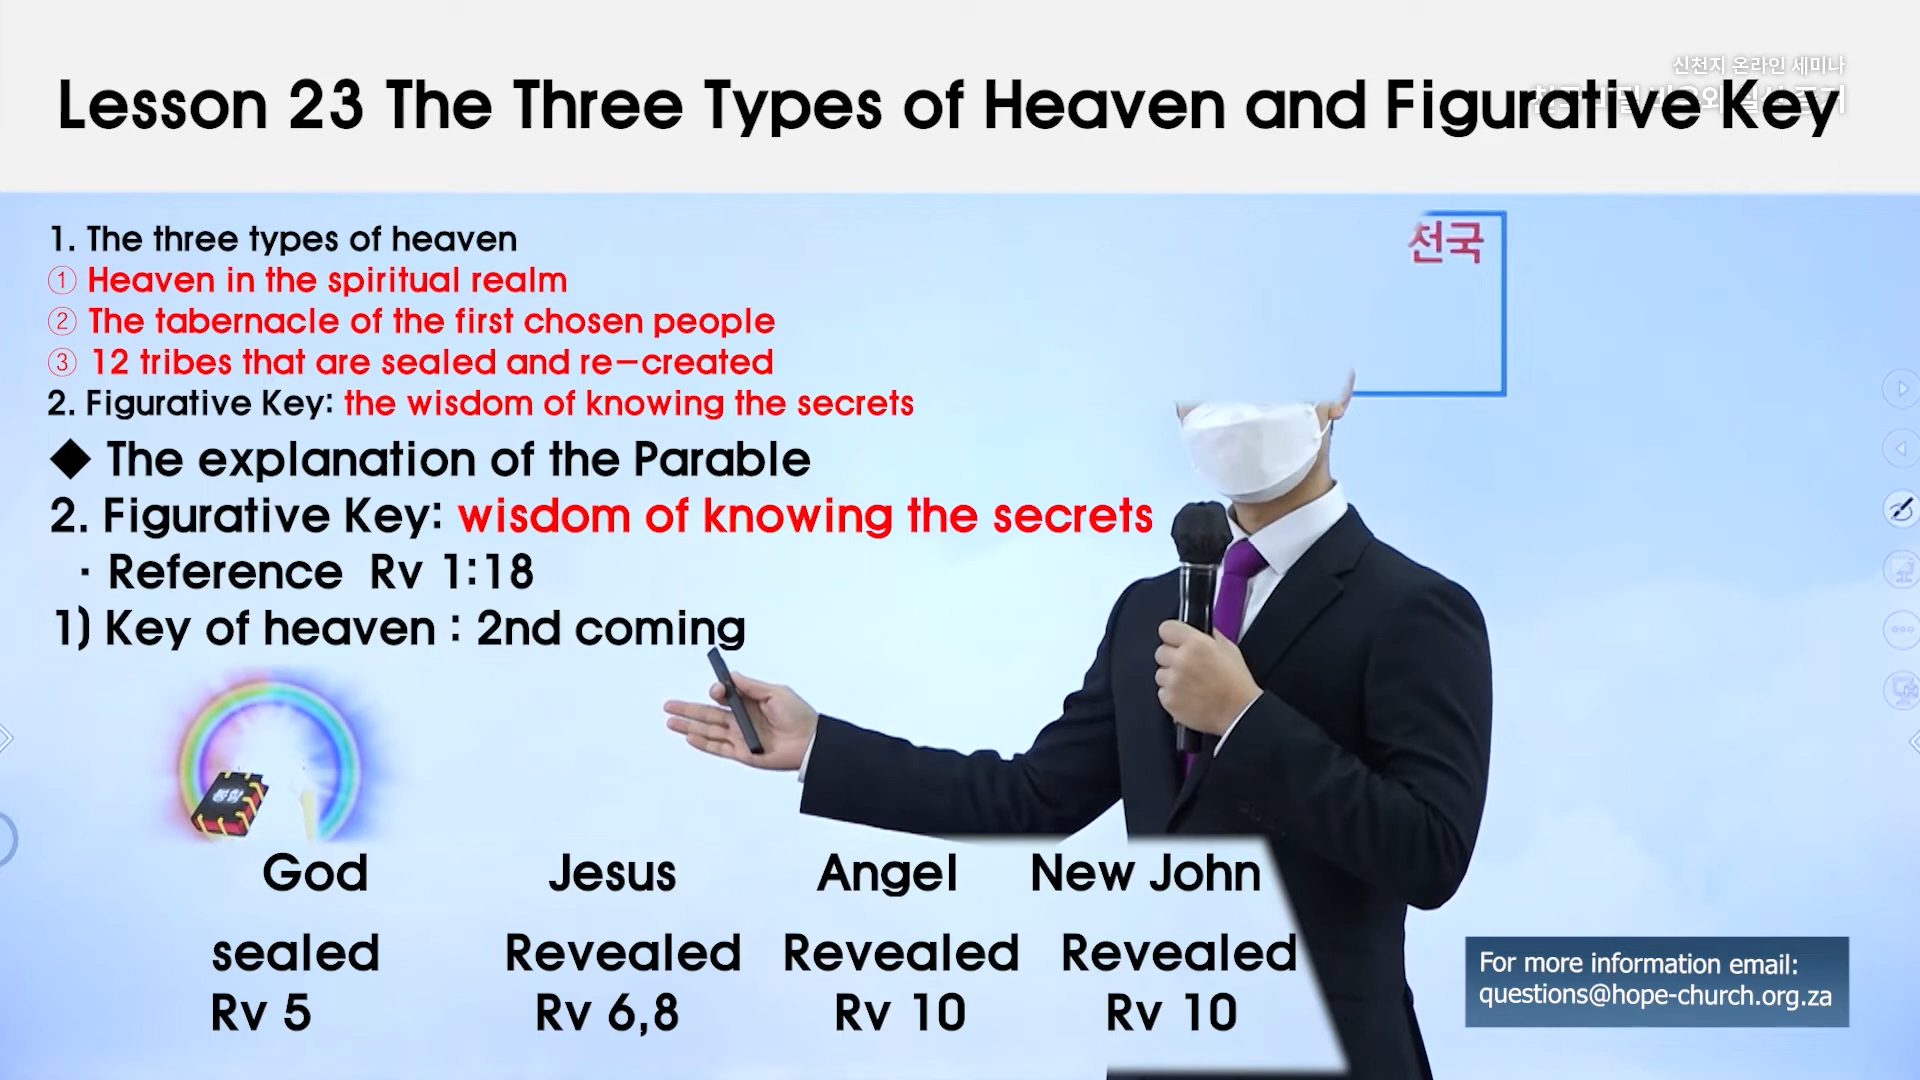 신천지 온라인 세미나
Lesson 23 The Three Types of Heaven and Figurative Key
천국
1. The three types of heaven
① Heaven in the spiritual realm
② The tabernacle of the first chosen people
③ 12 tribes that are sealed and re-created
2. Figurative Key: the wisdom of knowing the secrets
◆ The explanation of the Parable
2. Figurative Key: wisdom of knowing the secrets
· Reference Rv 1:18
1) Key of heaven : 2nd coming
God Jesus Angel New John
sealed Revealed Revealed Revealed
Rv 5 Rv 6,8 Rv 10 Rv 10
For more information email:
questions@hope-church.org.za